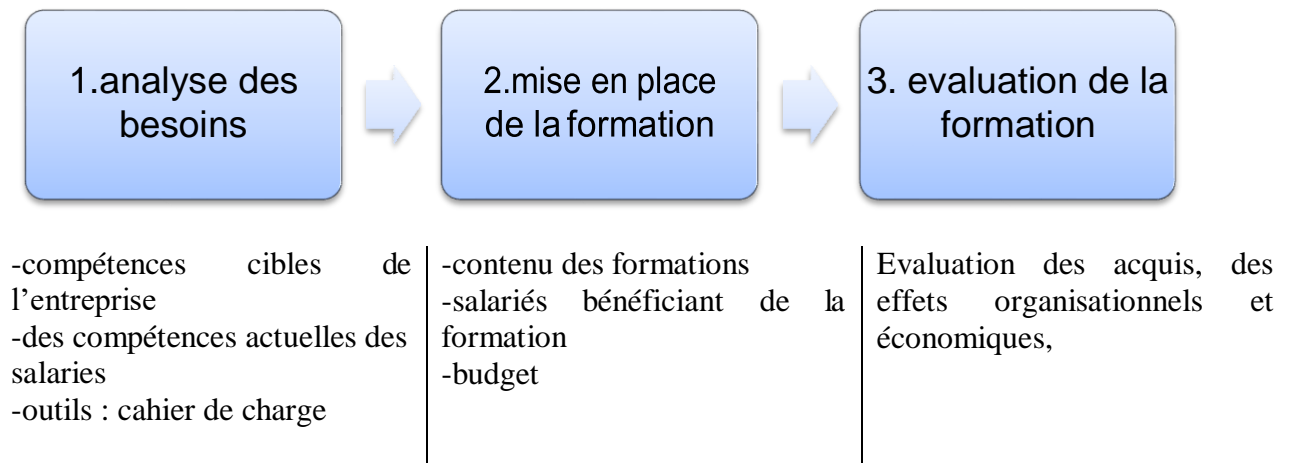 1.analyse des
besoins
2.mise en place
de la formation
3. evaluation de la
formation
-compétences cibles de
l’entreprise
-des compétences actuelles des
salaries
-outils : cahier de charge
-contenu des formations
-salariés bénéficiant de la
formation
-budget
Evaluation des acquis, des
effets organisationnels et
économiques,